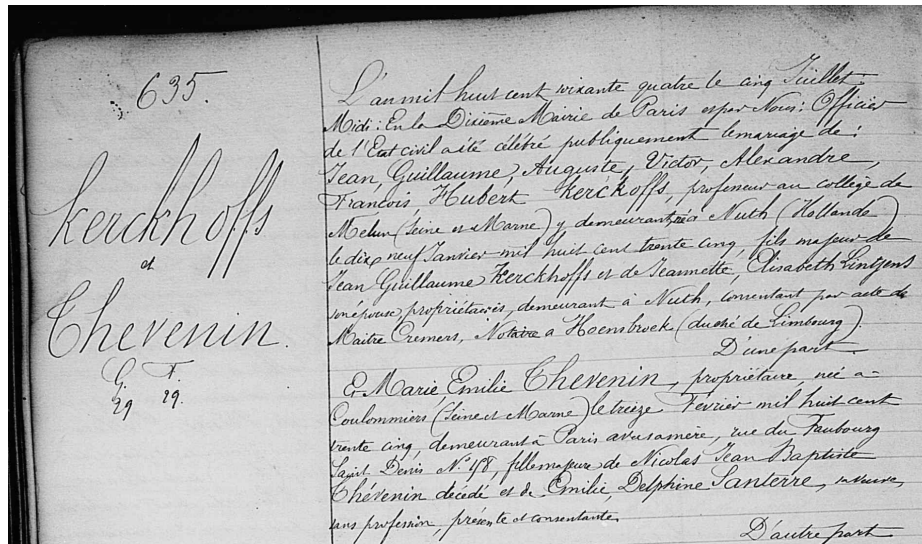 635.
Kerckhoffs
et
Thevenin.
G. F.
29 29.
L'an mil huit cent soixante quatre le cinq Juillet
Midi: En la Dixième Mairie de Paris et par Nous: Officier
de l'Etat civil a été célébré publiquement le mariage de:
Jean, Guillaume, Auguste, Victor, Alexandre,
François Hubert Kerckoffs, professeur au collège de
Melun (Seine et Marne) y demeurant, né à Nuth (Hollande)
le dix neuf Janvier mil huit cent trente cinq, fils majeur de
Jean Guillaume Kerckhoffs et de Jeannette, Elisabeth Lintjens
son épouse, propriétaires, demeurant à Nuth, consentant par acte de
Maître Cremers, Notaire à Hoensbroek (duché de Limbourg).
D'une part.
Et Marie, Emilie Thevenin, propriétaire, née à
Coulommiers (Seine et Marne) le treize Février mil huit cent
trente cinq, demeurant à Paris avec sa mère, rue du Faubourg
Saint Denis N° 148, fille majeure de Nicolas Jean Baptiste
Thévenin décédé et de Emilie, Delphine Santerre, sa veuve,
sans profession, présente et consentante.
D'autre part